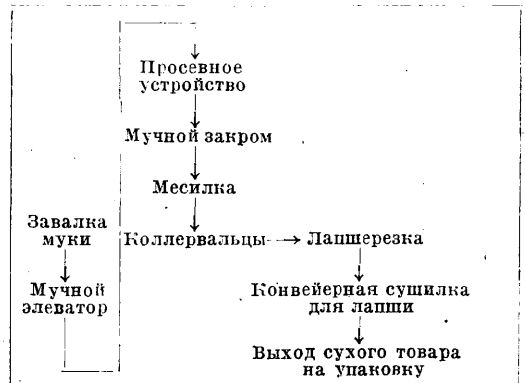 Просевное
устройство
Мучной закром
Месилка
Завалка
муки
Коллервальцы
Лапшерезка
Мучной
элеватор
Конвейерная сушилка
для лапши
Выход сухого товара
на упаковку